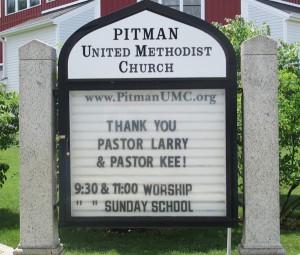 PITMAN
UNITED METHODIST
CHURCH
www.PitmanUMC.org
THANK YOU
PASTOR LARRY
& PASTOR KEE!
9:30 & 11:00 WORSHIP
" " SUNDAY SCHOOL